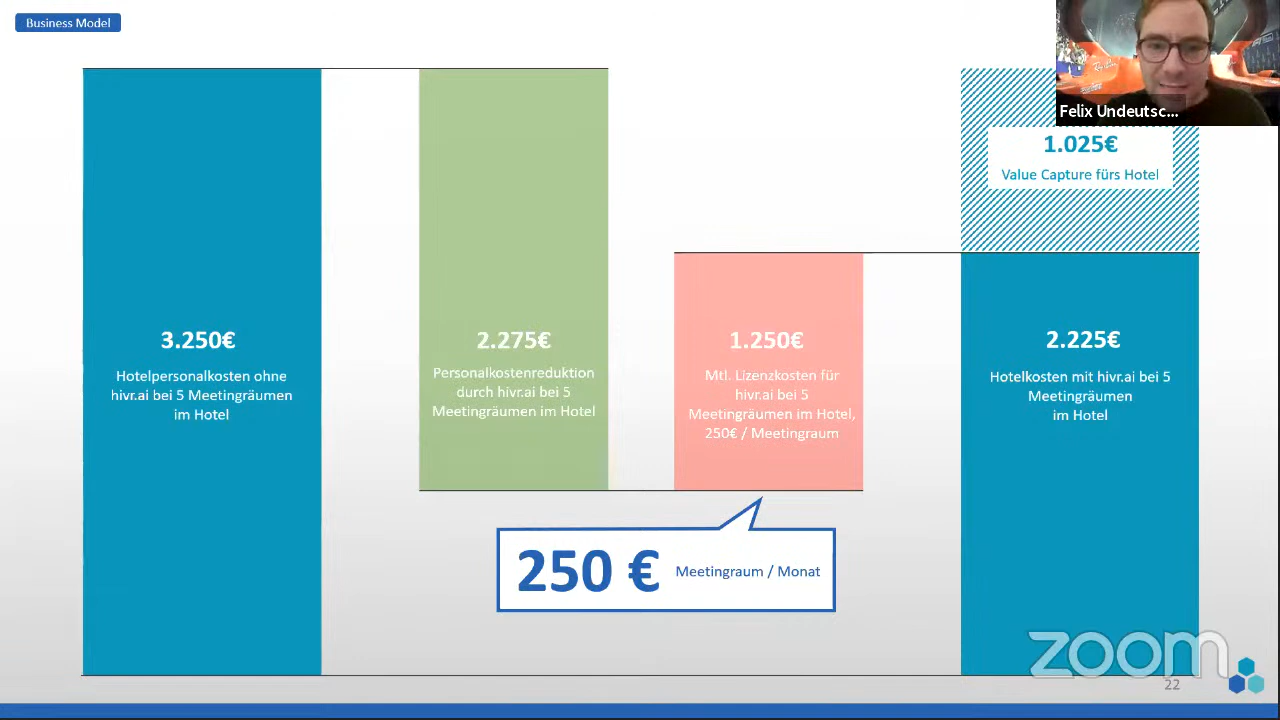 Business Model
Felix Undeutsc...
1.025€
Value Capture fürs Hotel
3.250€
Hotelpersonalkosten ohne
hivr.ai bei 5 Meetingräumen
im Hotel
2.275€
Personalkostenreduktion
durch hivr.ai bei 5
Meetingräumen im Hotel
1.250€
Mtl. Lizenzkosten für
hivr.ai bei 5
Meetingräumen im Hotel,
250€ / Meetingraum
2.225€
Hotelkosten mit hivr.ai bei 5
Meetingräumen
im Hotel
250 €
Meetingraum / Monat
zoom
22